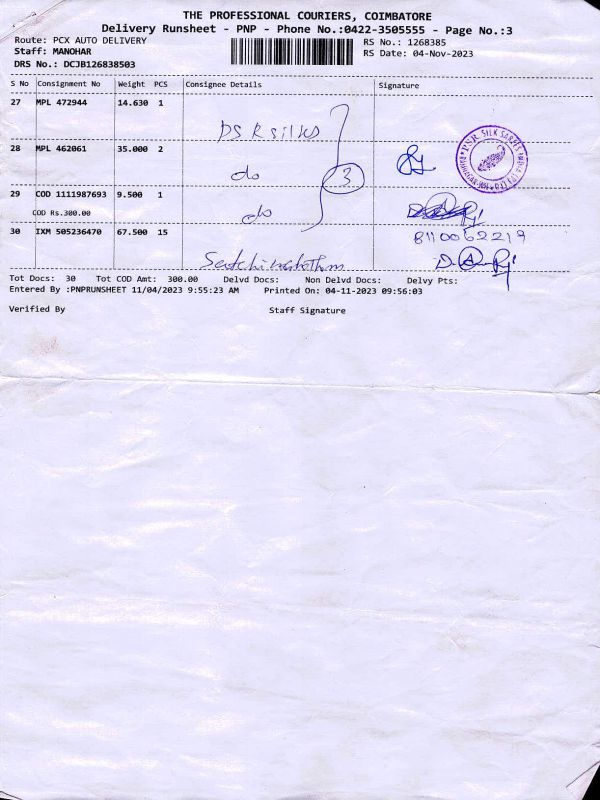 THE PROFESSIONAL COURIERS, COIMBATORE
Delivery Runsheet - PNP - Phone No.:0422-3505555 - Page No.:3
Route: PCX AUTO DELIVERY
RS No.: 1268385
Staff: MANOHAR
RS Date: 04-Nov-2023
DRS No.: DCJB126838503
S No Consignment No Weight PCS Consignee Details Signature
27 MPL 472944 14.630 1
28 MPL 462061 35.000 2
do
3
29 COD 1111987693 9.500 1
COD Rs.300.00
do
30 IXM 505236470 67.500 15
8110062219
Tot Docs: 30 Tot COD Amt: 300.00 Delvd Docs: Non Delvd Docs: Delvy Pts:
Entered By :PNPRUNSHEET 11/04/2023 9:55:23 AM Printed On: 04-11-2023 09:56:03
Verified By Staff Signature